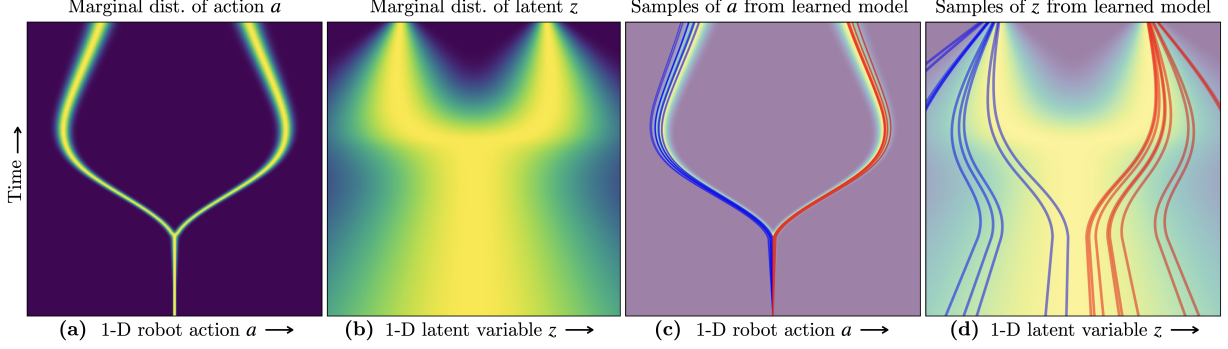 Marginal dist. of action a
Marginal dist. of latent z
Samples of a from learned model
Samples of z from learned model
Time →
(a) 1-D robot action a →
(b) 1-D latent variable z →
(c) 1-D robot action a →
(d) 1-D latent variable z →